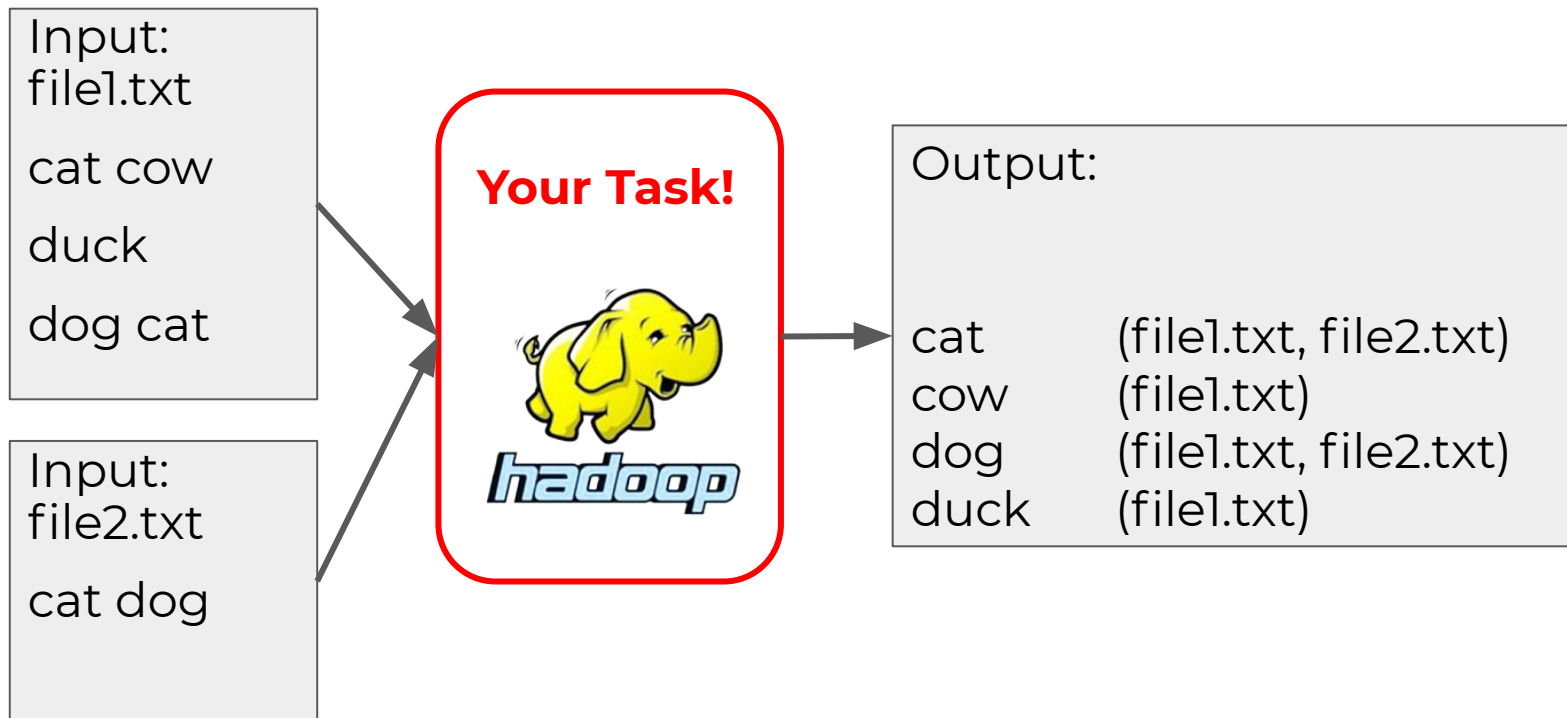 Input:
file1.txt
cat cow
duck
dog cat
Input:
file2.txt
cat dog
Your Task!
hadoop
Output:
cat (file1.txt, file2.txt)
cow (file1.txt)
dog (file1.txt, file2.txt)
duck (file1.txt)